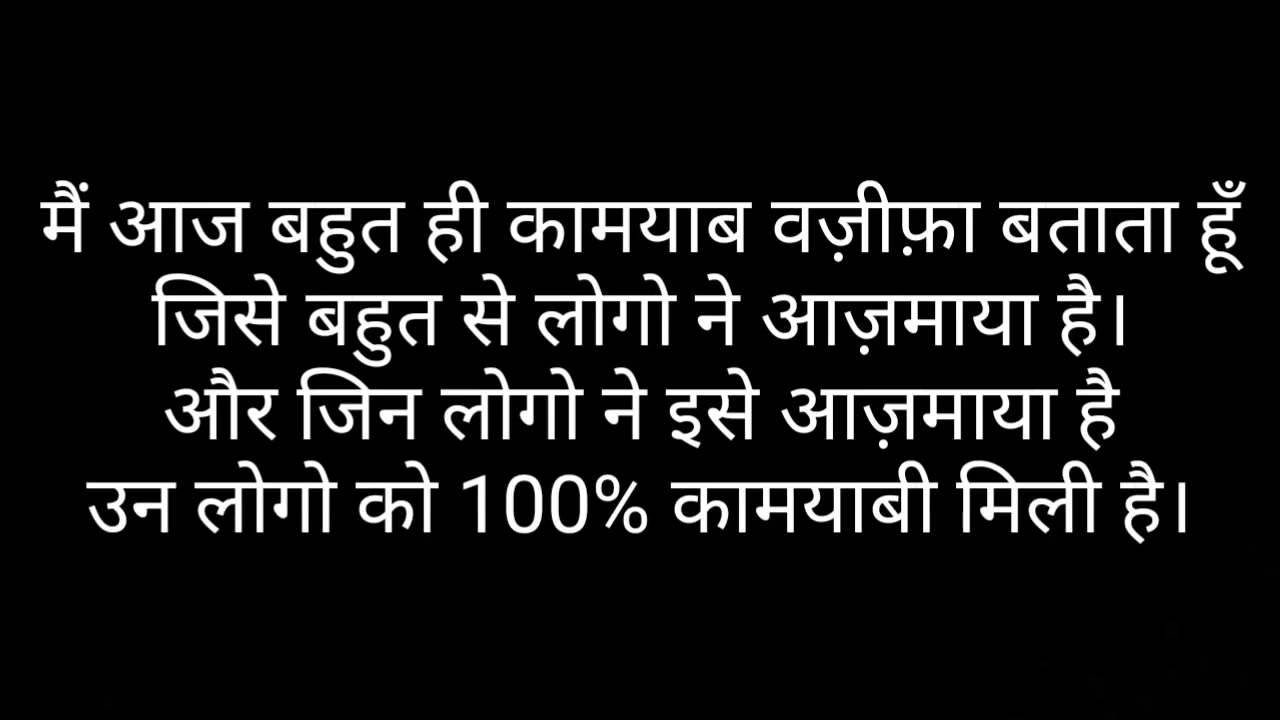 मैं आज बहुत ही कामयाब वज़ीफ़ा बताता हूँ
जिसे बहुत से लोगो ने आज़माया है।
और जिन लोगो ने इसे आज़माया है
उन लोगो को 100% कामयाबी मिली है।